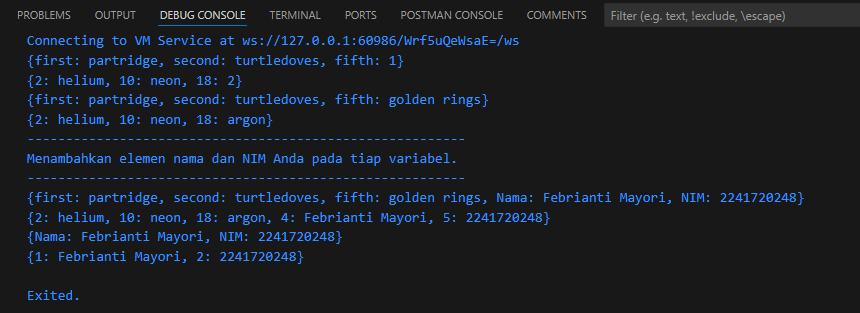 PROBLEMS OUTPUT DEBUG CONSOLE TERMINAL PORTS POSTMAN CONSOLE COMMENTS Filter (e.g. text, !exclude, \escape)
Connecting to VM Service at ws://127.0.0.1:60986/Wrf5uQeWsaE=/ws
{first: partridge, second: turtledoves, fifth: 1}
{2: helium, 10: neon, 18: 2}
{first: partridge, second: turtledoves, fifth: golden rings}
{2: helium, 10: neon, 18: argon}
--------------------------------------------------------
Menambahkan elemen nama dan NIM Anda pada tiap variabel.
--------------------------------------------------------
{first: partridge, second: turtledoves, fifth: golden rings, Nama: Febrianti Mayori, NIM: 2241720248}
{2: helium, 10: neon, 18: argon, 4: Febrianti Mayori, 5: 2241720248}
{Nama: Febrianti Mayori, NIM: 2241720248}
{1: Febrianti Mayori, 2: 2241720248}
Exited.